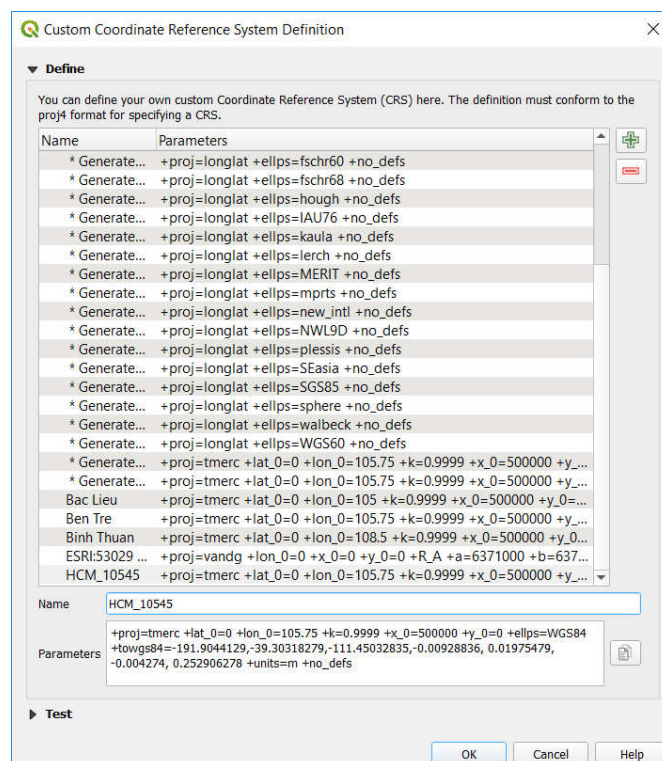 Custom Coordinate Reference System Definition
Define
You can define your own custom Coordinate Reference System (CRS) here. The definition must conform to the
proj4 format for specifying a CRS.
Name Parameters
* Generate... +proj=longlat +ellps=fschr60 +no_defs
* Generate... +proj=longlat +ellps=fschr68 +no_defs
* Generate... +proj=longlat +ellps=hough +no_defs
* Generate... +proj=longlat +ellps=IAU76 +no_defs
* Generate... +proj=longlat +ellps=kaula +no_defs
* Generate... +proj=longlat +ellps=lerch +no_defs
* Generate... +proj=longlat +ellps=MERIT +no_defs
* Generate... +proj=longlat +ellps=mprts +no_defs
* Generate... +proj=longlat +ellps=new_intl +no_defs
* Generate... +proj=longlat +ellps=NWL9D +no_defs
* Generate... +proj=longlat +ellps=plessis +no_defs
* Generate... +proj=longlat +ellps=SEasia +no_defs
* Generate... +proj=longlat +ellps=SGS85 +no_defs
* Generate... +proj=longlat +ellps=sphere +no_defs
* Generate... +proj=longlat +ellps=walbeck +no_defs
* Generate... +proj=longlat +ellps=WGS60 +no_defs
* Generate... +proj=tmerc +lat_0=0 +lon_0=105.75 +k=0.9999 +x_0=500000 +y_...
* Generate... +proj=tmerc +lat_0=0 +lon_0=105.75 +k=0.9999 +x_0=500000 +y_...
Bac Lieu +proj=tmerc +lat_0=0 +lon_0=105 +k=0.9999 +x_0=500000 +y_0=...
Ben Tre +proj=tmerc +lat_0=0 +lon_0=105.75 +k=0.9999 +x_0=500000 +y_...
Binh Thuan +proj=tmerc +lat_0=0 +lon_0=108.5 +k=0.9999 +x_0=500000 +y_0...
ESRI:53029 ... +proj=vandg +lon_0=0 +x_0=0 +y_0=0 +R_A +a=6371000 +b=637...
HCM_10545 +proj=tmerc +lat_0=0 +lon_0=105.75 +k=0.9999 +x_0=500000 +y_...
Name HCM_10545
+proj=tmerc +lat_0=0 +lon_0=105.75 +k=0.9999 +x_0=500000 +y_0=0 +ellps=WGS84
Parameters +towgs84=-191.9044129,-39.30318279,-111.45032835,-0.00928836, 0.01975479,
-0.004274, 0.252906278 +units=m +no_defs
Test
OK Cancel Help